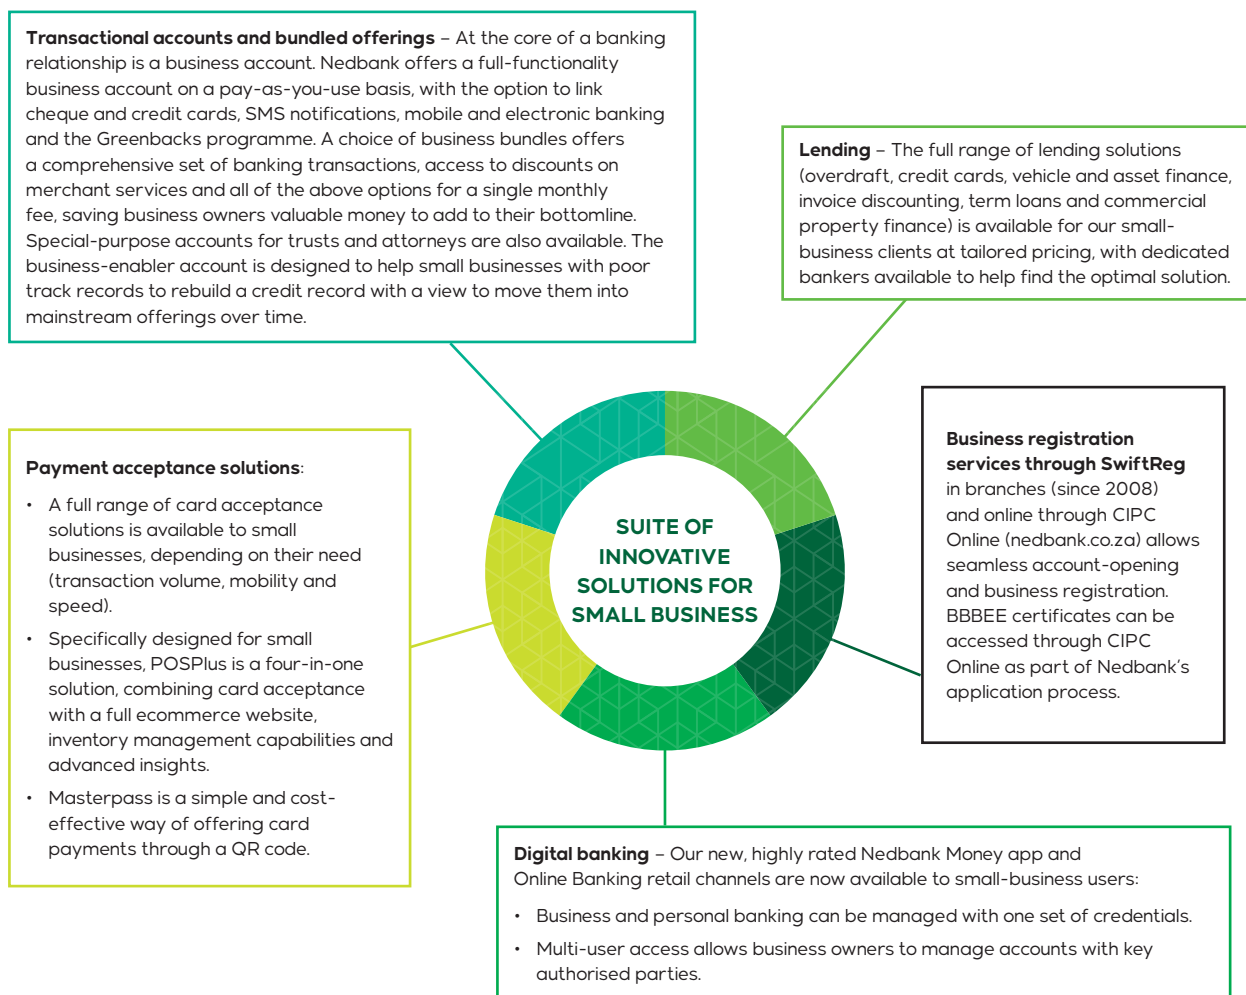 Transactional accounts and bundled offerings – At the core of a banking
relationship is a business account. Nedbank offers a full-functionality
business account on a pay-as-you-use basis, with the option to link
cheque and credit cards, SMS notifications, mobile and electronic banking
and the Greenbacks programme. A choice of business bundles offers
a comprehensive set of banking transactions, access to discounts on
merchant services and all of the above options for a single monthly
fee, saving business owners valuable money to add to their bottomline.
Special-purpose accounts for trusts and attorneys are also available. The
business-enabler account is designed to help small businesses with poor
track records to rebuild a credit record with a view to move them into
mainstream offerings over time.
Lending – The full range of lending solutions
(overdraft, credit cards, vehicle and asset finance,
invoice discounting, term loans and commercial
property finance) is available for our small-
business clients at tailored pricing, with dedicated
bankers available to help find the optimal solution.
Payment acceptance solutions:
• A full range of card acceptance
solutions is available to small
businesses, depending on their need
(transaction volume, mobility and
speed).
• Specifically designed for small
businesses, POSPlus is a four-in-one
solution, combining card acceptance
with a full ecommerce website,
inventory management capabilities and
advanced insights.
• Masterpass is a simple and cost-
effective way of offering card
payments through a QR code.
SUITE OF
INNOVATIVE
SOLUTIONS FOR
SMALL BUSINESS
Business registration
services through SwiftReg
in branches (since 2008)
and online through CIPC
Online (nedbank.co.za) allows
seamless account-opening
and business registration.
BBBEE certificates can be
accessed through CIPC
Online as part of Nedbank’s
application process.
Digital banking – Our new, highly rated Nedbank Money app and
Online Banking retail channels are now available to small-business users:
• Business and personal banking can be managed with one set of credentials.
• Multi-user access allows business owners to manage accounts with key
authorised parties.